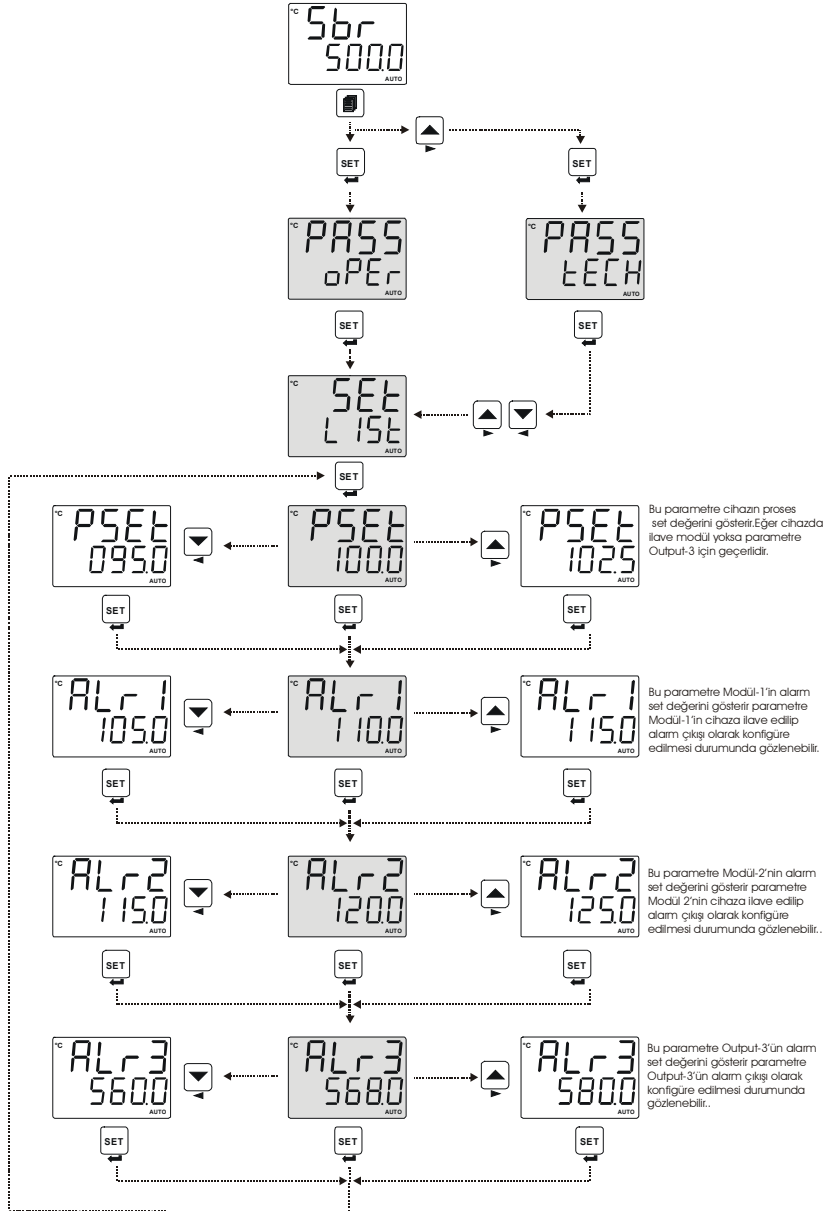 °C Sbr
500.0
AUTO
SET
SET
°C PASS
oPEr
AUTO
°C PASS
tECH
AUTO
SET
SET
°C SEt
LISt
AUTO
SET
°C PSEt
095.0
AUTO
°C PSEt
100.0
AUTO
°C PSEt
102.5
AUTO
Bu parametre cihazın proses
set değerini gösterir.Eğer cihazda
ilave modül yoksa parametre
Output-3 için geçerlidir.
SET
SET
SET
°C ALr1
105.0
AUTO
°C ALr1
110.0
AUTO
°C ALr1
115.0
AUTO
Bu parametre Modül-1'in alarm
set değerini gösterir parametre
Modül-1'in cihaza ilave edilip
alarm çıkışı olarak konfigüre
edilmesi durumunda gözlenebilir.
SET
SET
SET
°C ALr2
115.0
AUTO
°C ALr2
120.0
AUTO
°C ALr2
125.0
AUTO
Bu parametre Modül-2'nin alarm
set değerini gösterir parametre
Modül 2'nin cihaza ilave edilip
alarm çıkışı olarak konfigüre
edilmesi durumunda gözlenebilir..
SET
SET
SET
°C ALr3
560.0
AUTO
°C ALr3
568.0
AUTO
°C ALr3
580.0
AUTO
Bu parametre Output-3'ün alarm
set değerini gösterir parametre
Output-3'ün alarm çıkışı olarak
konfigüre edilmesi durumunda
gözlenebilir..
SET
SET
SET